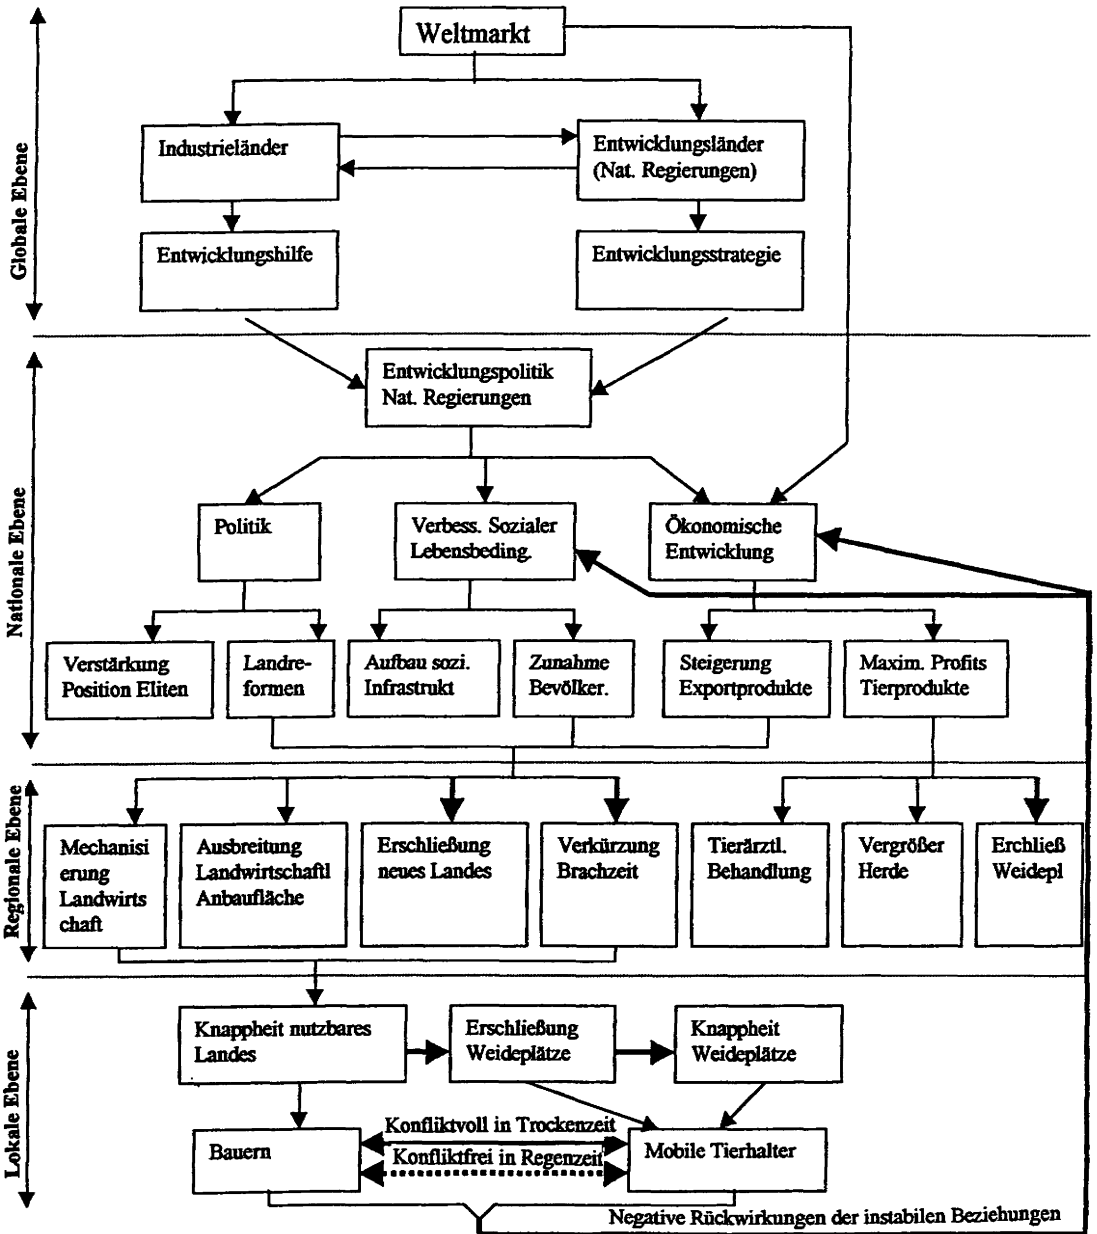 Weltmarkt
Globale Ebene
Industrieländer
Entwicklungsländer
(Nat. Regierungen)
Entwicklungshilfe
Entwicklungsstrategie
Nationale Ebene
Entwicklungspolitik
Nat. Regierungen
Politik
Verbess. Sozialer
Lebensbeding.
Ökonomische
Entwicklung
Verstärkung
Position Eliten
Landre-
formen
Aufbau sozi.
Infrastrukt
Zunahme
Bevölker.
Steigerung
Exportprodukte
Maxim. Profits
Tierprodukte
Regionale Ebene
Mechanisi
erung
Landwirts
chaft
Ausbreitung
Landwirtschaftl
Anbaufläche
Erschließung
neues Landes
Verkürzung
Brachzeit
Tierärztl.
Behandlung
Vergrößer
Herde
Erchließ
Weidepl
Lokale Ebene
Knappheit nutzbares
Landes
Erschließung
Weideplätze
Knappheit
Weideplätze
Bauern
Konfliktvoll in Trockenzeit
Konfliktfrei in Regenzeit
Mobile Tierhalter
Negative Rückwirkungen der instabilen Beziehungen